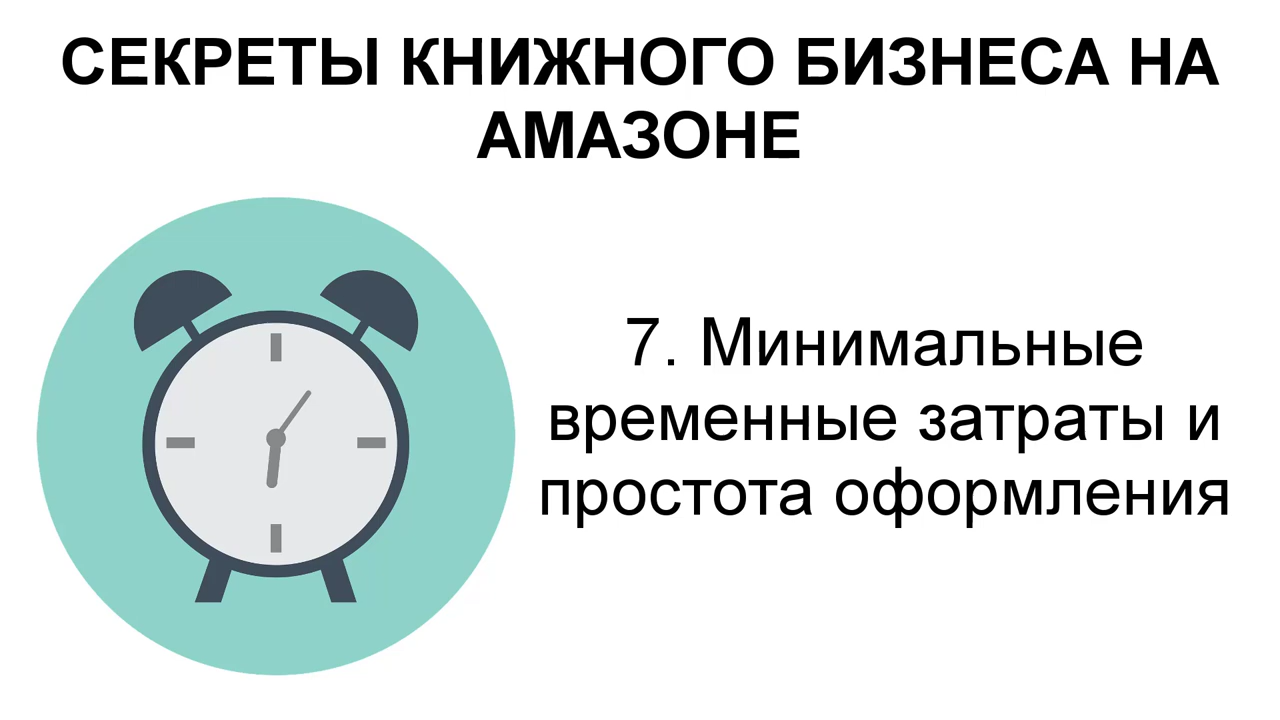 СЕКРЕТЫ КНИЖНОГО БИЗНЕСА НА
АМАЗОНЕ
7. Минимальные
временные затраты и
простота оформления